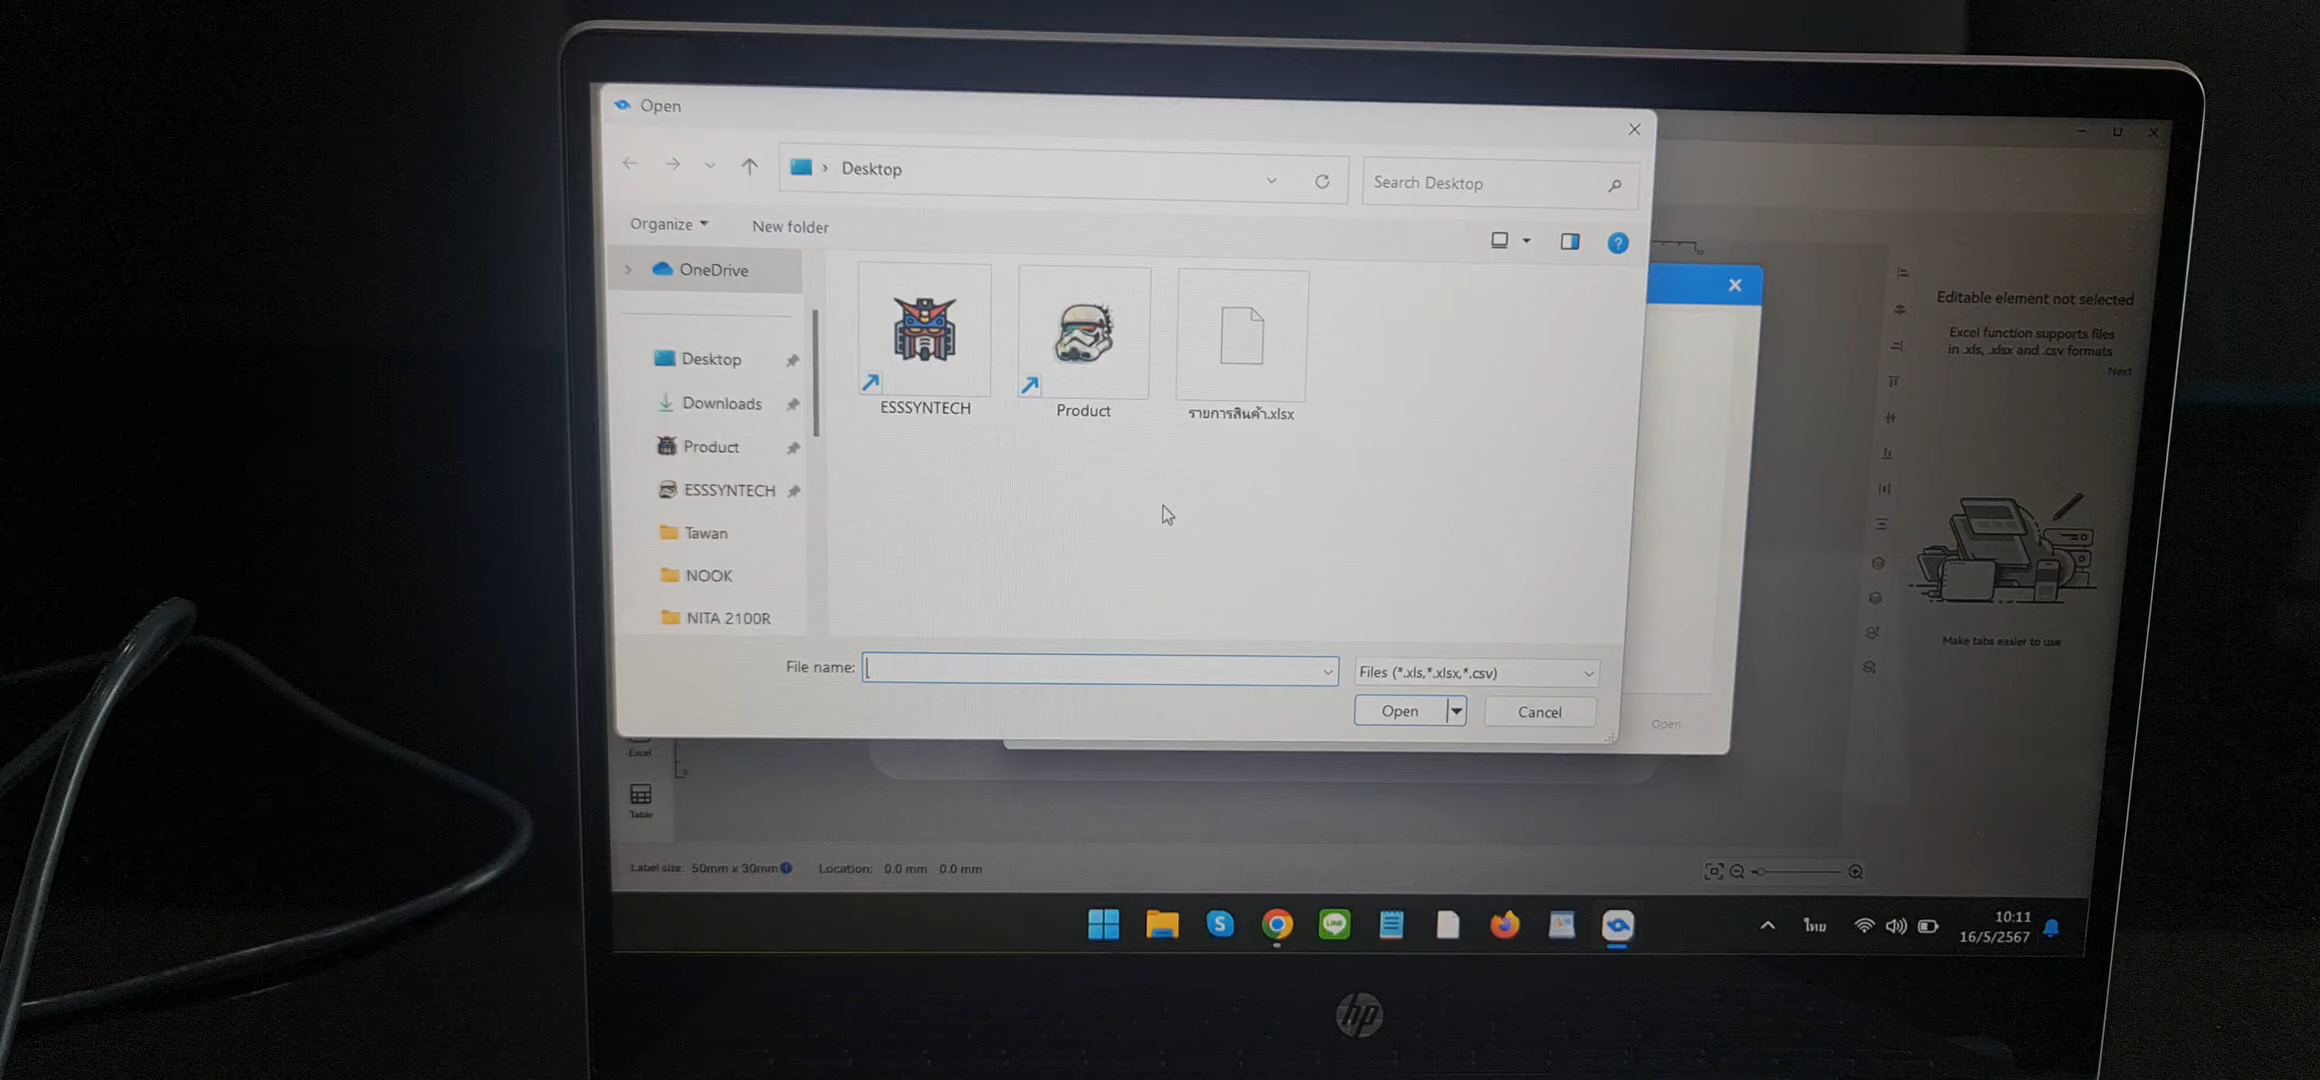 Open
Desktop
Search Desktop
Organize
New folder
OneDrive
Desktop
Downloads
Product
ESSSYNTECH
Tawan
NOOK
NITA 2100R
ESSSYNTECH
Product
รายการสินค้า.xlsx
File name:
Files (*.xls,*.xlsx,*.csv)
Open
Cancel
Open
Editable element not selected
Excel function supports files
in .xls, .xlsx and .csv formats
Next
Make tabs easier to use
Excel
Table
Label size: 50mm x 30mm
Location: 0.0 mm 0.0 mm
ไทย
10:11
16/5/2567
hp